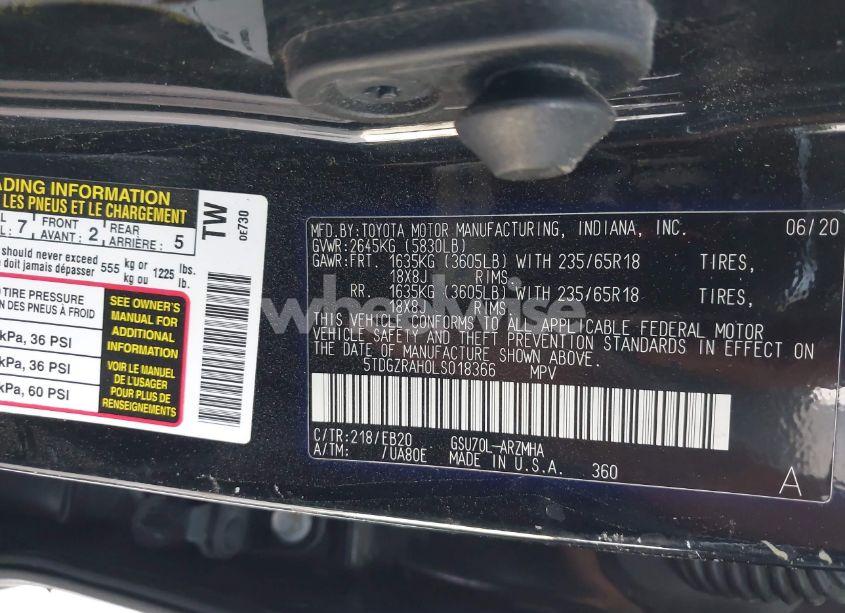 ADING INFORMATION
LES PNEUS ET LE CHARGEMENT
7 FRONT AVANT: 2 REAR ARRIÈRE: 5
should never exceed
doit jamais dépasser 555 kg or kg ou 1225 lbs. lb.
TIRE PRESSURE
DES PNEUS À FROID
kPa, 36 PSI
kPa, 36 PSI
kPa, 60 PSI
SEE OWNER'S
MANUAL FOR
ADDITIONAL
INFORMATION
VOIR LE MANUEL
DE L'USAGER
POUR PLUS DE
RENSEIGNEMENTS
TW
0E730
MFD.BY:TOYOTA MOTOR MANUFACTURING, INDIANA, INC. 06/20
GVWR:2645KG (5830LB)
GAWR:FRT. 1635KG (3605LB) WITH 235/65R18 TIRES,
18X8J RIMS
RR. 1635KG (3605LB) WITH 235/65R18 TIRES,
18X8J RIMS
THIS VEHICLE CONFORMS TO ALL APPLICABLE FEDERAL MOTOR
VEHICLE SAFETY AND THEFT PREVENTION STANDARDS IN EFFECT ON
THE DATE OF MANUFACTURE SHOWN ABOVE.
5TDGZRAH0LS018366 MPV
C/TR:218/EB20 GSU70L-ARZMHA
A/TM: /UA80E MADE IN U.S.A. 360
A
wheelwise